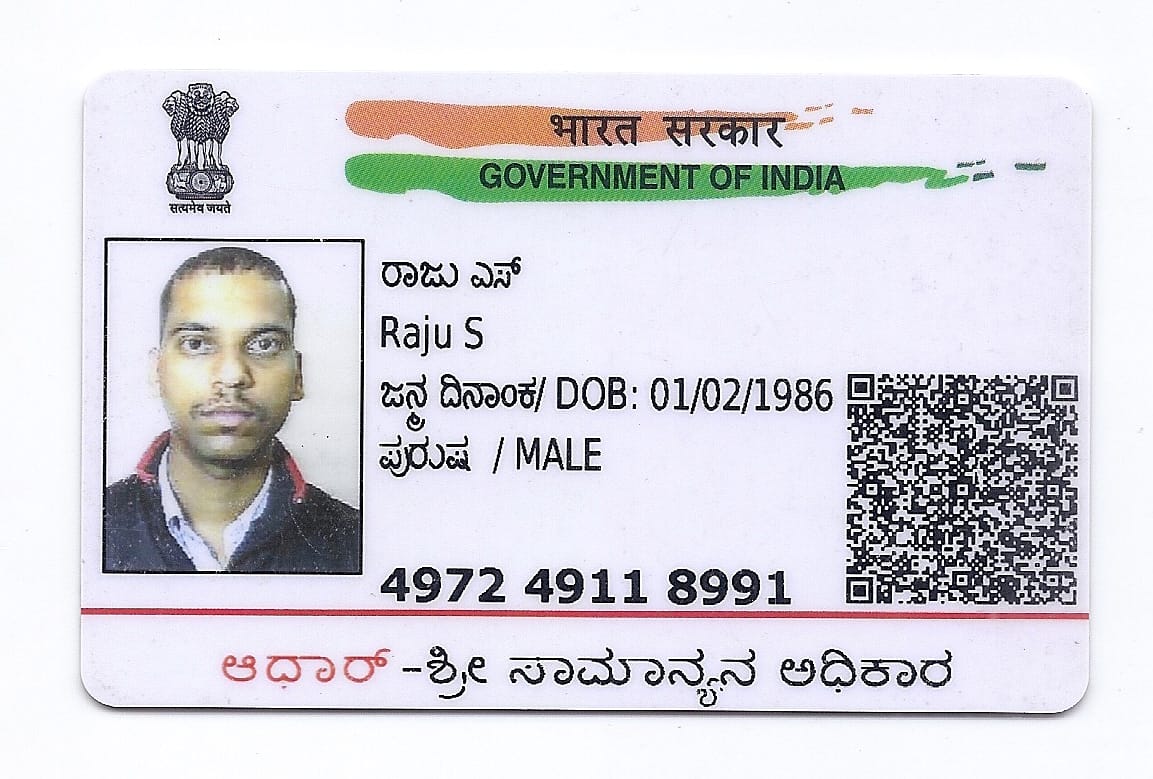 भारत सरकार
GOVERNMENT OF INDIA
सत्यमेव जयते
ರಾಜು ಎಸ್
Raju S
ಜನ್ಮ ದಿನಾಂಕ/ DOB: 01/02/1986
ಪುರುಷ / MALE
4972 4911 8991
ಆಧಾರ್ -ಶ್ರೀ ಸಾಮಾನ್ಯನ ಅಧಿಕಾರ